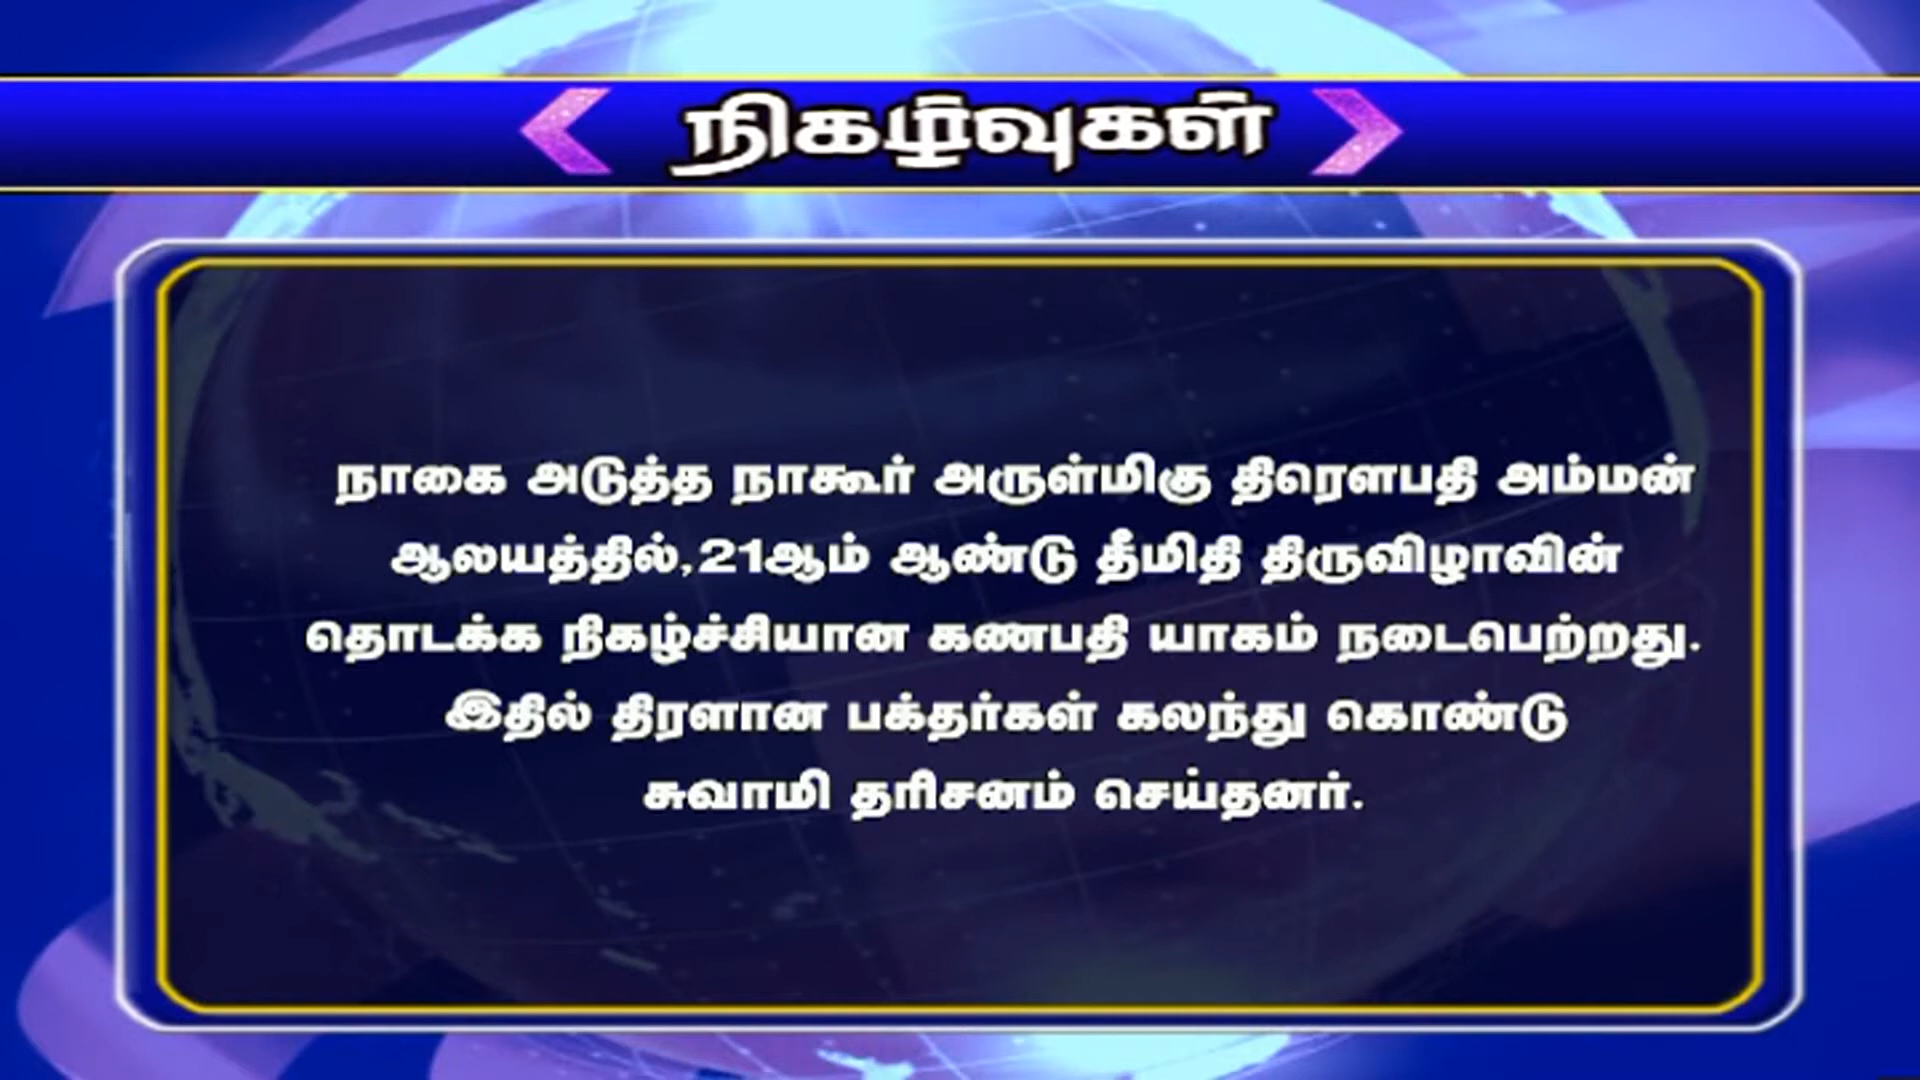 நிகழ்வுகள்
நாகை அடுத்த நாகூர் அருள்மிகு திரௌபதி அம்மன்
ஆலயத்தில்,21ஆம் ஆண்டு தீமிதி திருவிழாவின்
தொடக்க நிகழ்ச்சியான கணபதி யாகம் நடைபெற்றது.
இதில் திரளான பக்தர்கள் கலந்து கொண்டு
சுவாமி தரிசனம் செய்தனர்.